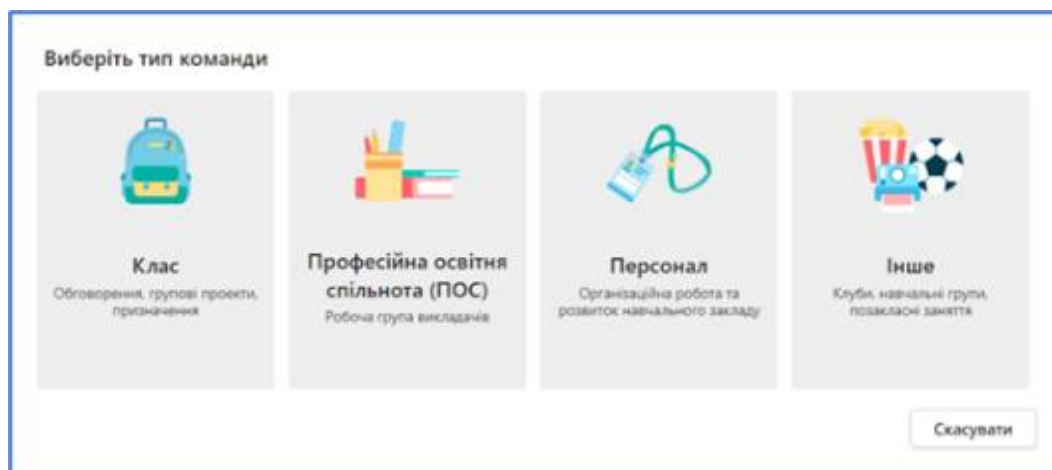 Виберіть тип команди
Клас
Обговорення, групові проекти,
призначення
Професійна освітня
спільнота (ПОС)
Робоча група викладачів
Персонал
Організаційна робота та
розвиток навчального закладу
Інше
Клуби, навчальні групи,
позакласні заняття
Скасувати